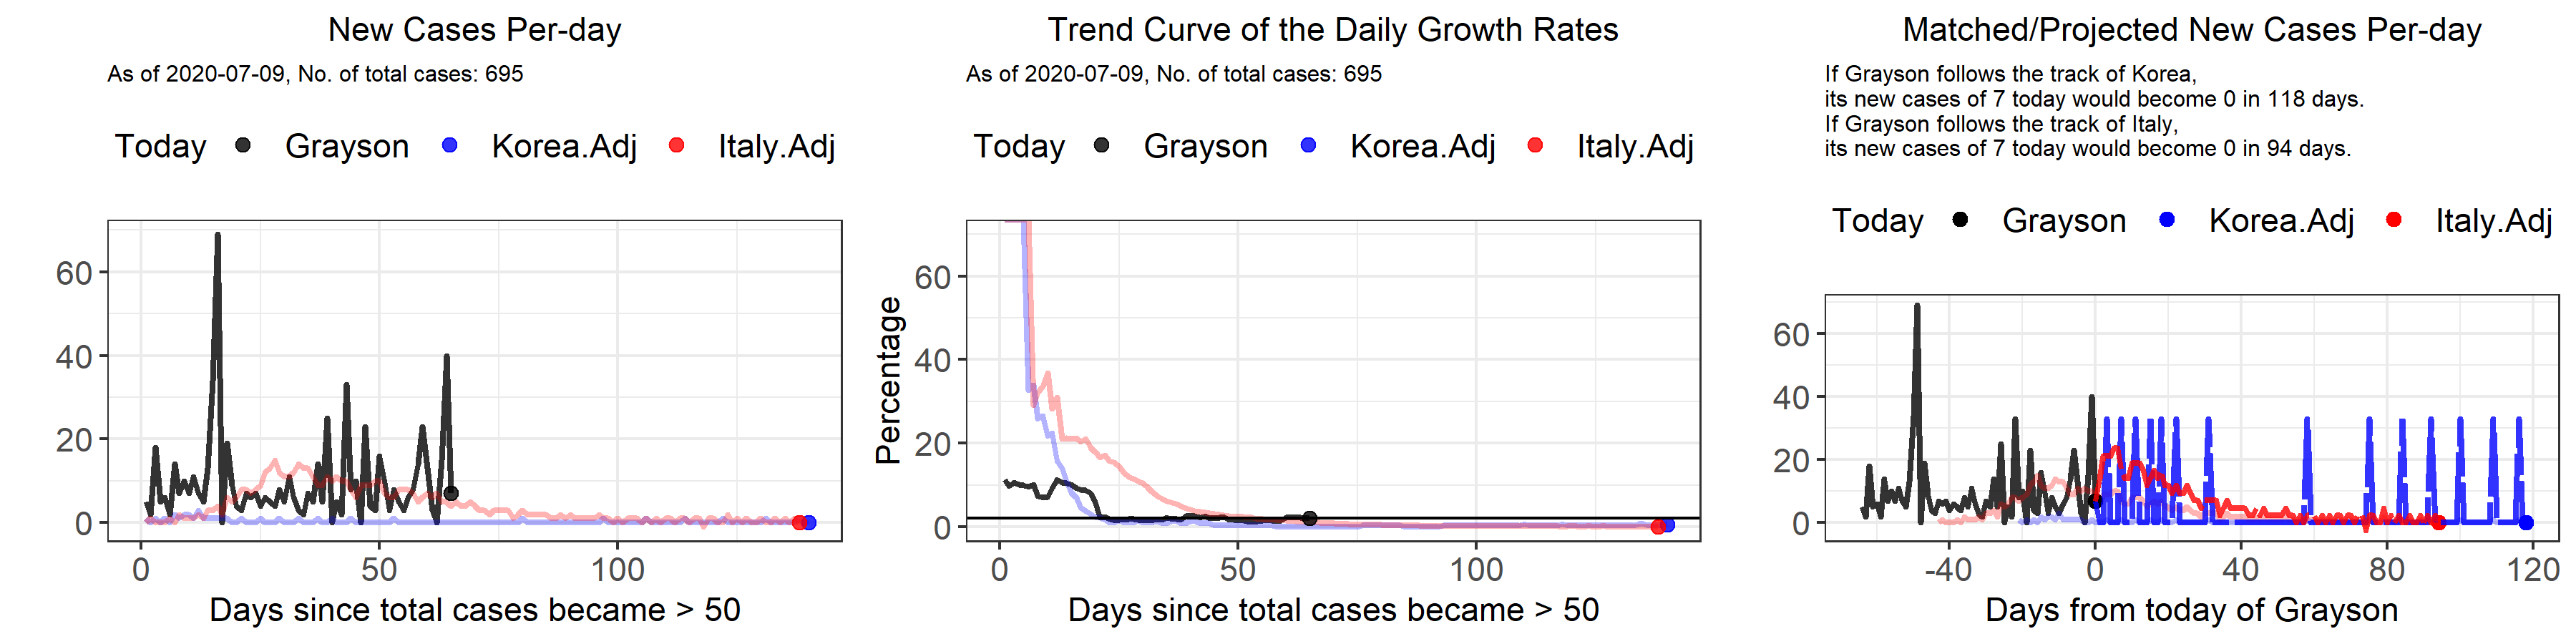 New Cases Per-day
As of 2020-07-09, No. of total cases: 695
Today Grayson Korea.Adj Italy.Adj
60
40
20
0
0 50 100
Days since total cases became > 50
Trend Curve of the Daily Growth Rates
As of 2020-07-09, No. of total cases: 695
Today Grayson Korea.Adj Italy.Adj
Percentage
60
40
20
0
0 50 100
Days since total cases became > 50
Matched/Projected New Cases Per-day
If Grayson follows the track of Korea,
its new cases of 7 today would become 0 in 118 days.
If Grayson follows the track of Italy,
its new cases of 7 today would become 0 in 94 days.
Today Grayson Korea.Adj Italy.Adj
60
40
20
0
-40 0 40 80 120
Days from today of Grayson